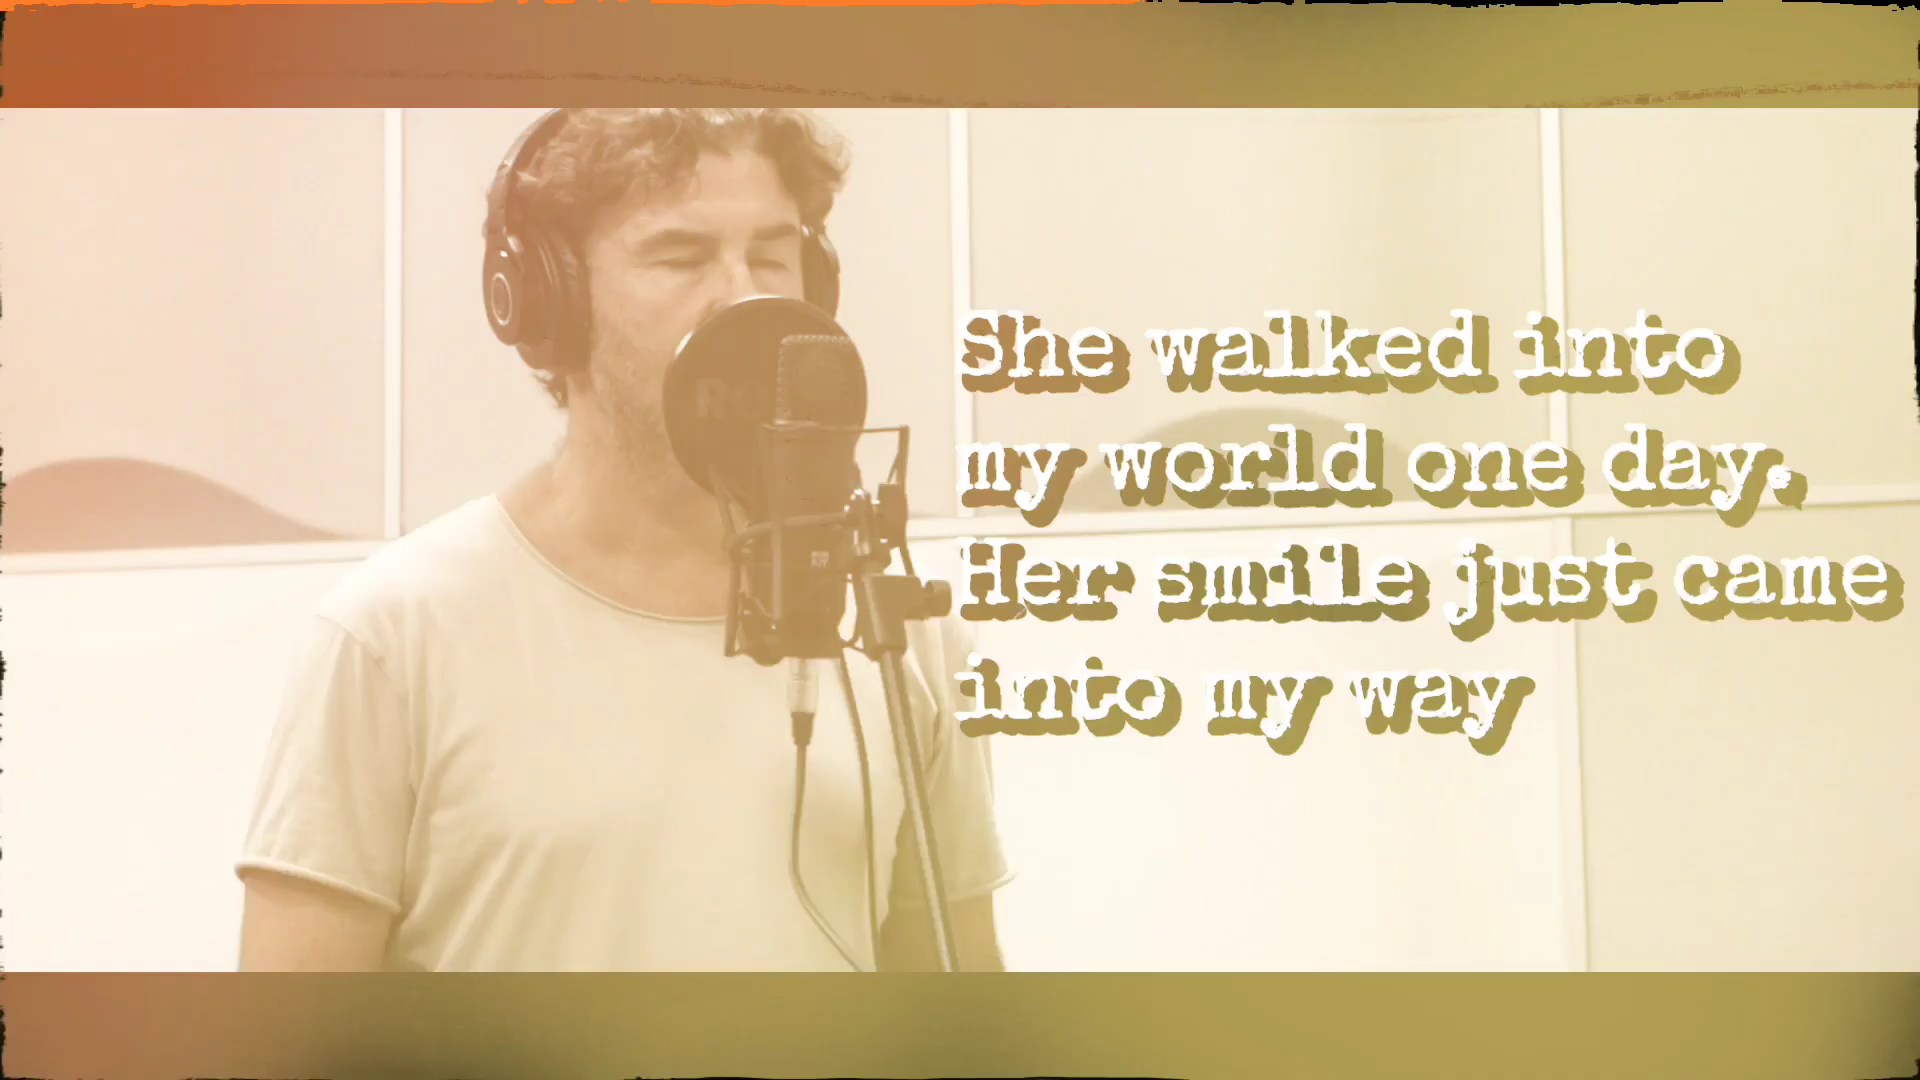 She walked into
my world one day.
Her smile just came
into my way